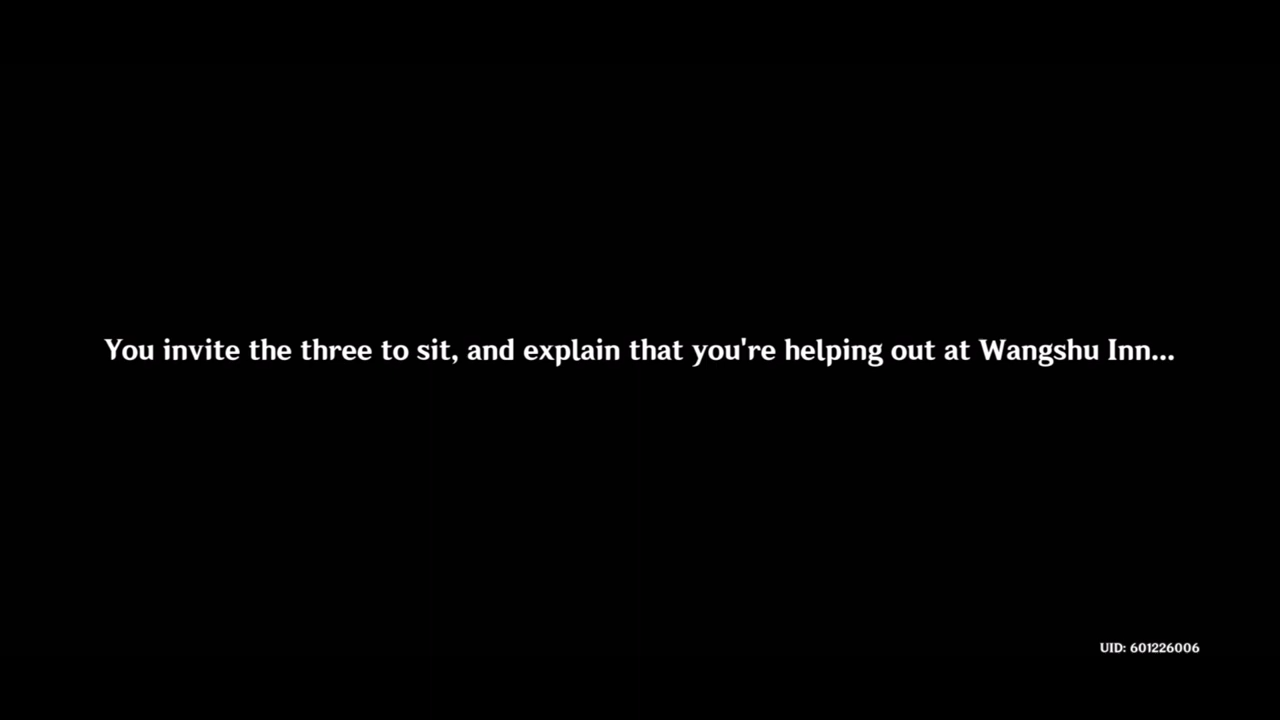 You invite the three to sit, and explain that you're helping out at Wangshu Inn...
UID: 601226006